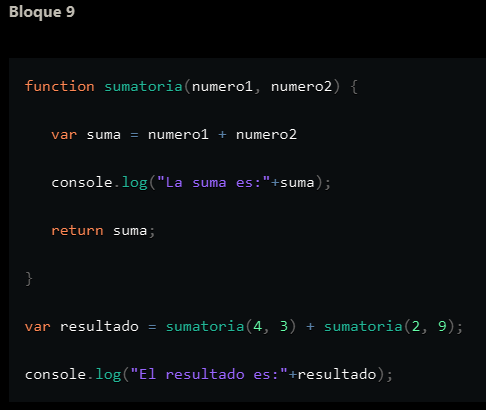 Bloque 9
function sumatoria(numero1, numero2) {
var suma = numero1 + numero2
console.log("La suma es:"+suma);
return suma;
}
var resultado = sumatoria(4, 3) + sumatoria(2, 9);
console.log("El resultado es:"+resultado);